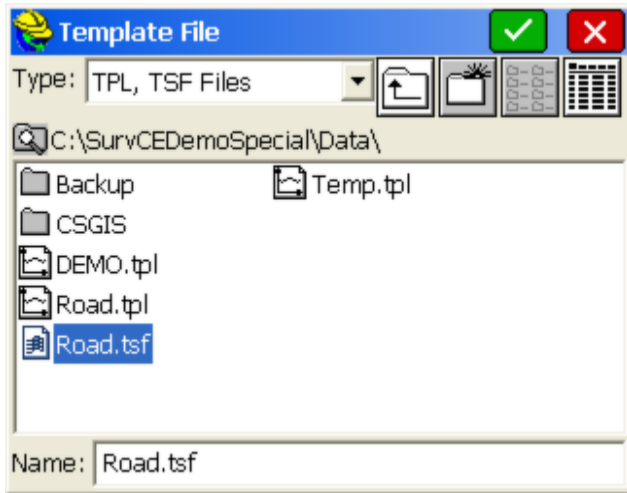 Template File
Type: TPL, TSF Files
C:\SurvCEDemoSpecial\Data\
Backup Temp.tpl
CSGIS
DEMO.tpl
Road.tpl
Road.tsf
Name: Road.tsf